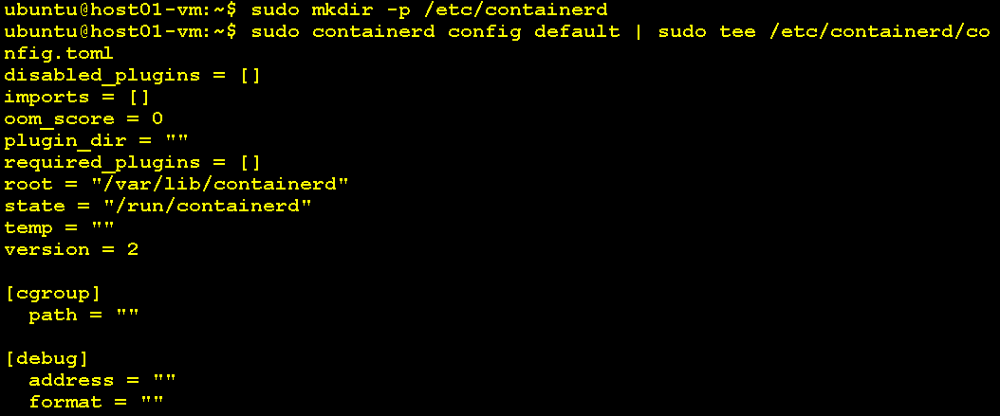 ubuntu@host01-vm:~$ sudo mkdir -p /etc/containerd
ubuntu@host01-vm:~$ sudo containerd config default | sudo tee /etc/containerd/co
nfig.toml
disabled_plugins = []
imports = []
oom_score = 0
plugin_dir = ""
required_plugins = []
root = "/var/lib/containerd"
state = "/run/containerd"
temp = ""
version = 2

[cgroup]
  path = ""

[debug]
  address = ""
  format = ""